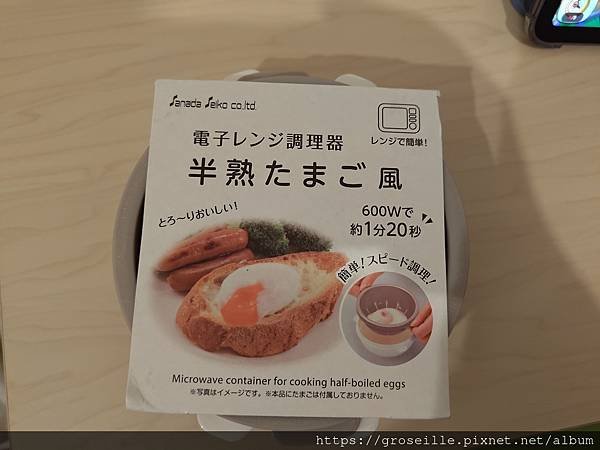 Sanada Seiko co.,ltd.
レンジで簡単!
電子レンジ調理器
半熟たまご風
とろ〜りおいしい!
600Wで
約1分20秒
簡単!スピード調理!
Microwave container for cooking half-boiled eggs
※写真はイメージです。※本品にたまごは付属しておりません。
https://groseille.pixnet.net/album